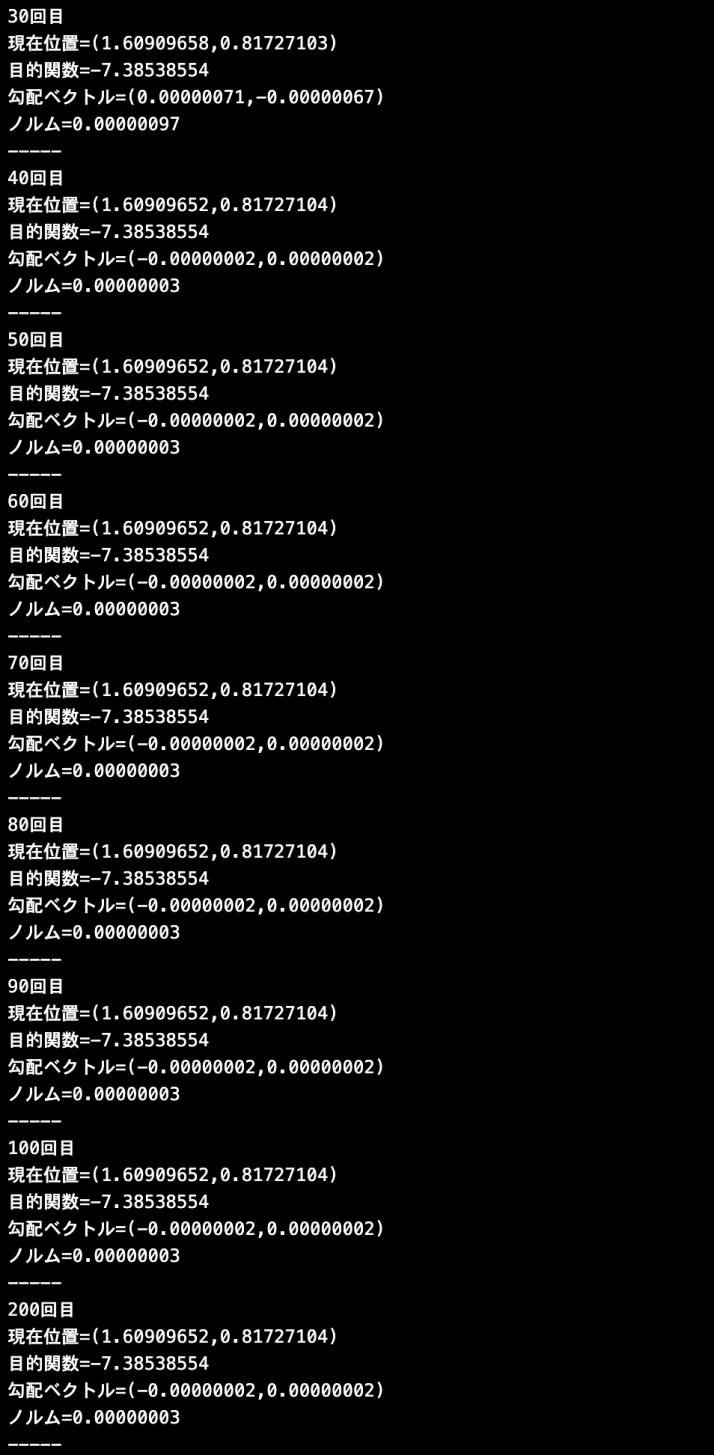 30回目
現在位置=(1.60909658,0.81727103)
目的関数=-7.38538554
勾配ベクトル=(0.00000071,-0.00000067)
ノルム=0.00000097
-----
40回目
現在位置=(1.60909652,0.81727104)
目的関数=-7.38538554
勾配ベクトル=(-0.00000002,0.00000002)
ノルム=0.00000003
-----
50回目
現在位置=(1.60909652,0.81727104)
目的関数=-7.38538554
勾配ベクトル=(-0.00000002,0.00000002)
ノルム=0.00000003
-----
60回目
現在位置=(1.60909652,0.81727104)
目的関数=-7.38538554
勾配ベクトル=(-0.00000002,0.00000002)
ノルム=0.00000003
-----
70回目
現在位置=(1.60909652,0.81727104)
目的関数=-7.38538554
勾配ベクトル=(-0.00000002,0.00000002)
ノルム=0.00000003
-----
80回目
現在位置=(1.60909652,0.81727104)
目的関数=-7.38538554
勾配ベクトル=(-0.00000002,0.00000002)
ノルム=0.00000003
-----
90回目
現在位置=(1.60909652,0.81727104)
目的関数=-7.38538554
勾配ベクトル=(-0.00000002,0.00000002)
ノルム=0.00000003
-----
100回目
現在位置=(1.60909652,0.81727104)
目的関数=-7.38538554
勾配ベクトル=(-0.00000002,0.00000002)
ノルム=0.00000003
-----
200回目
現在位置=(1.60909652,0.81727104)
目的関数=-7.38538554
勾配ベクトル=(-0.00000002,0.00000002)
ノルム=0.00000003
-----